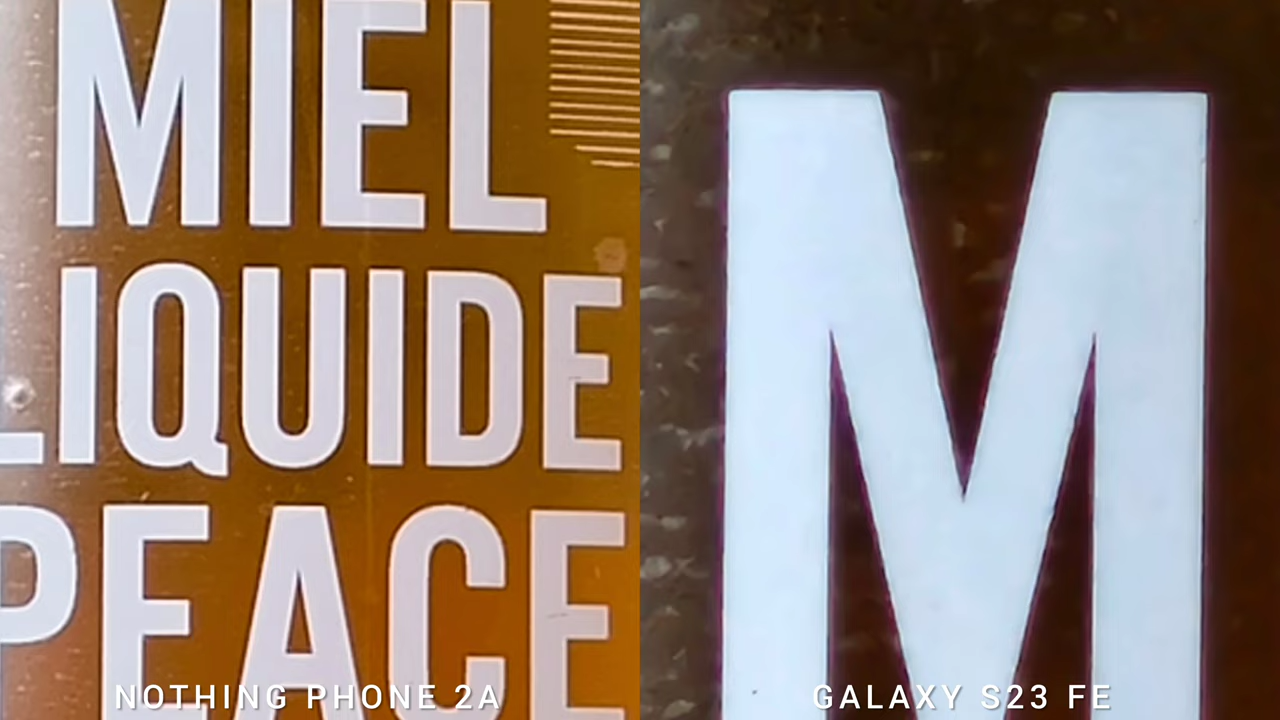 MIEL
LIQUIDE
PEACE
NOTHING PHONE 2A
M
GALAXY S23 FE